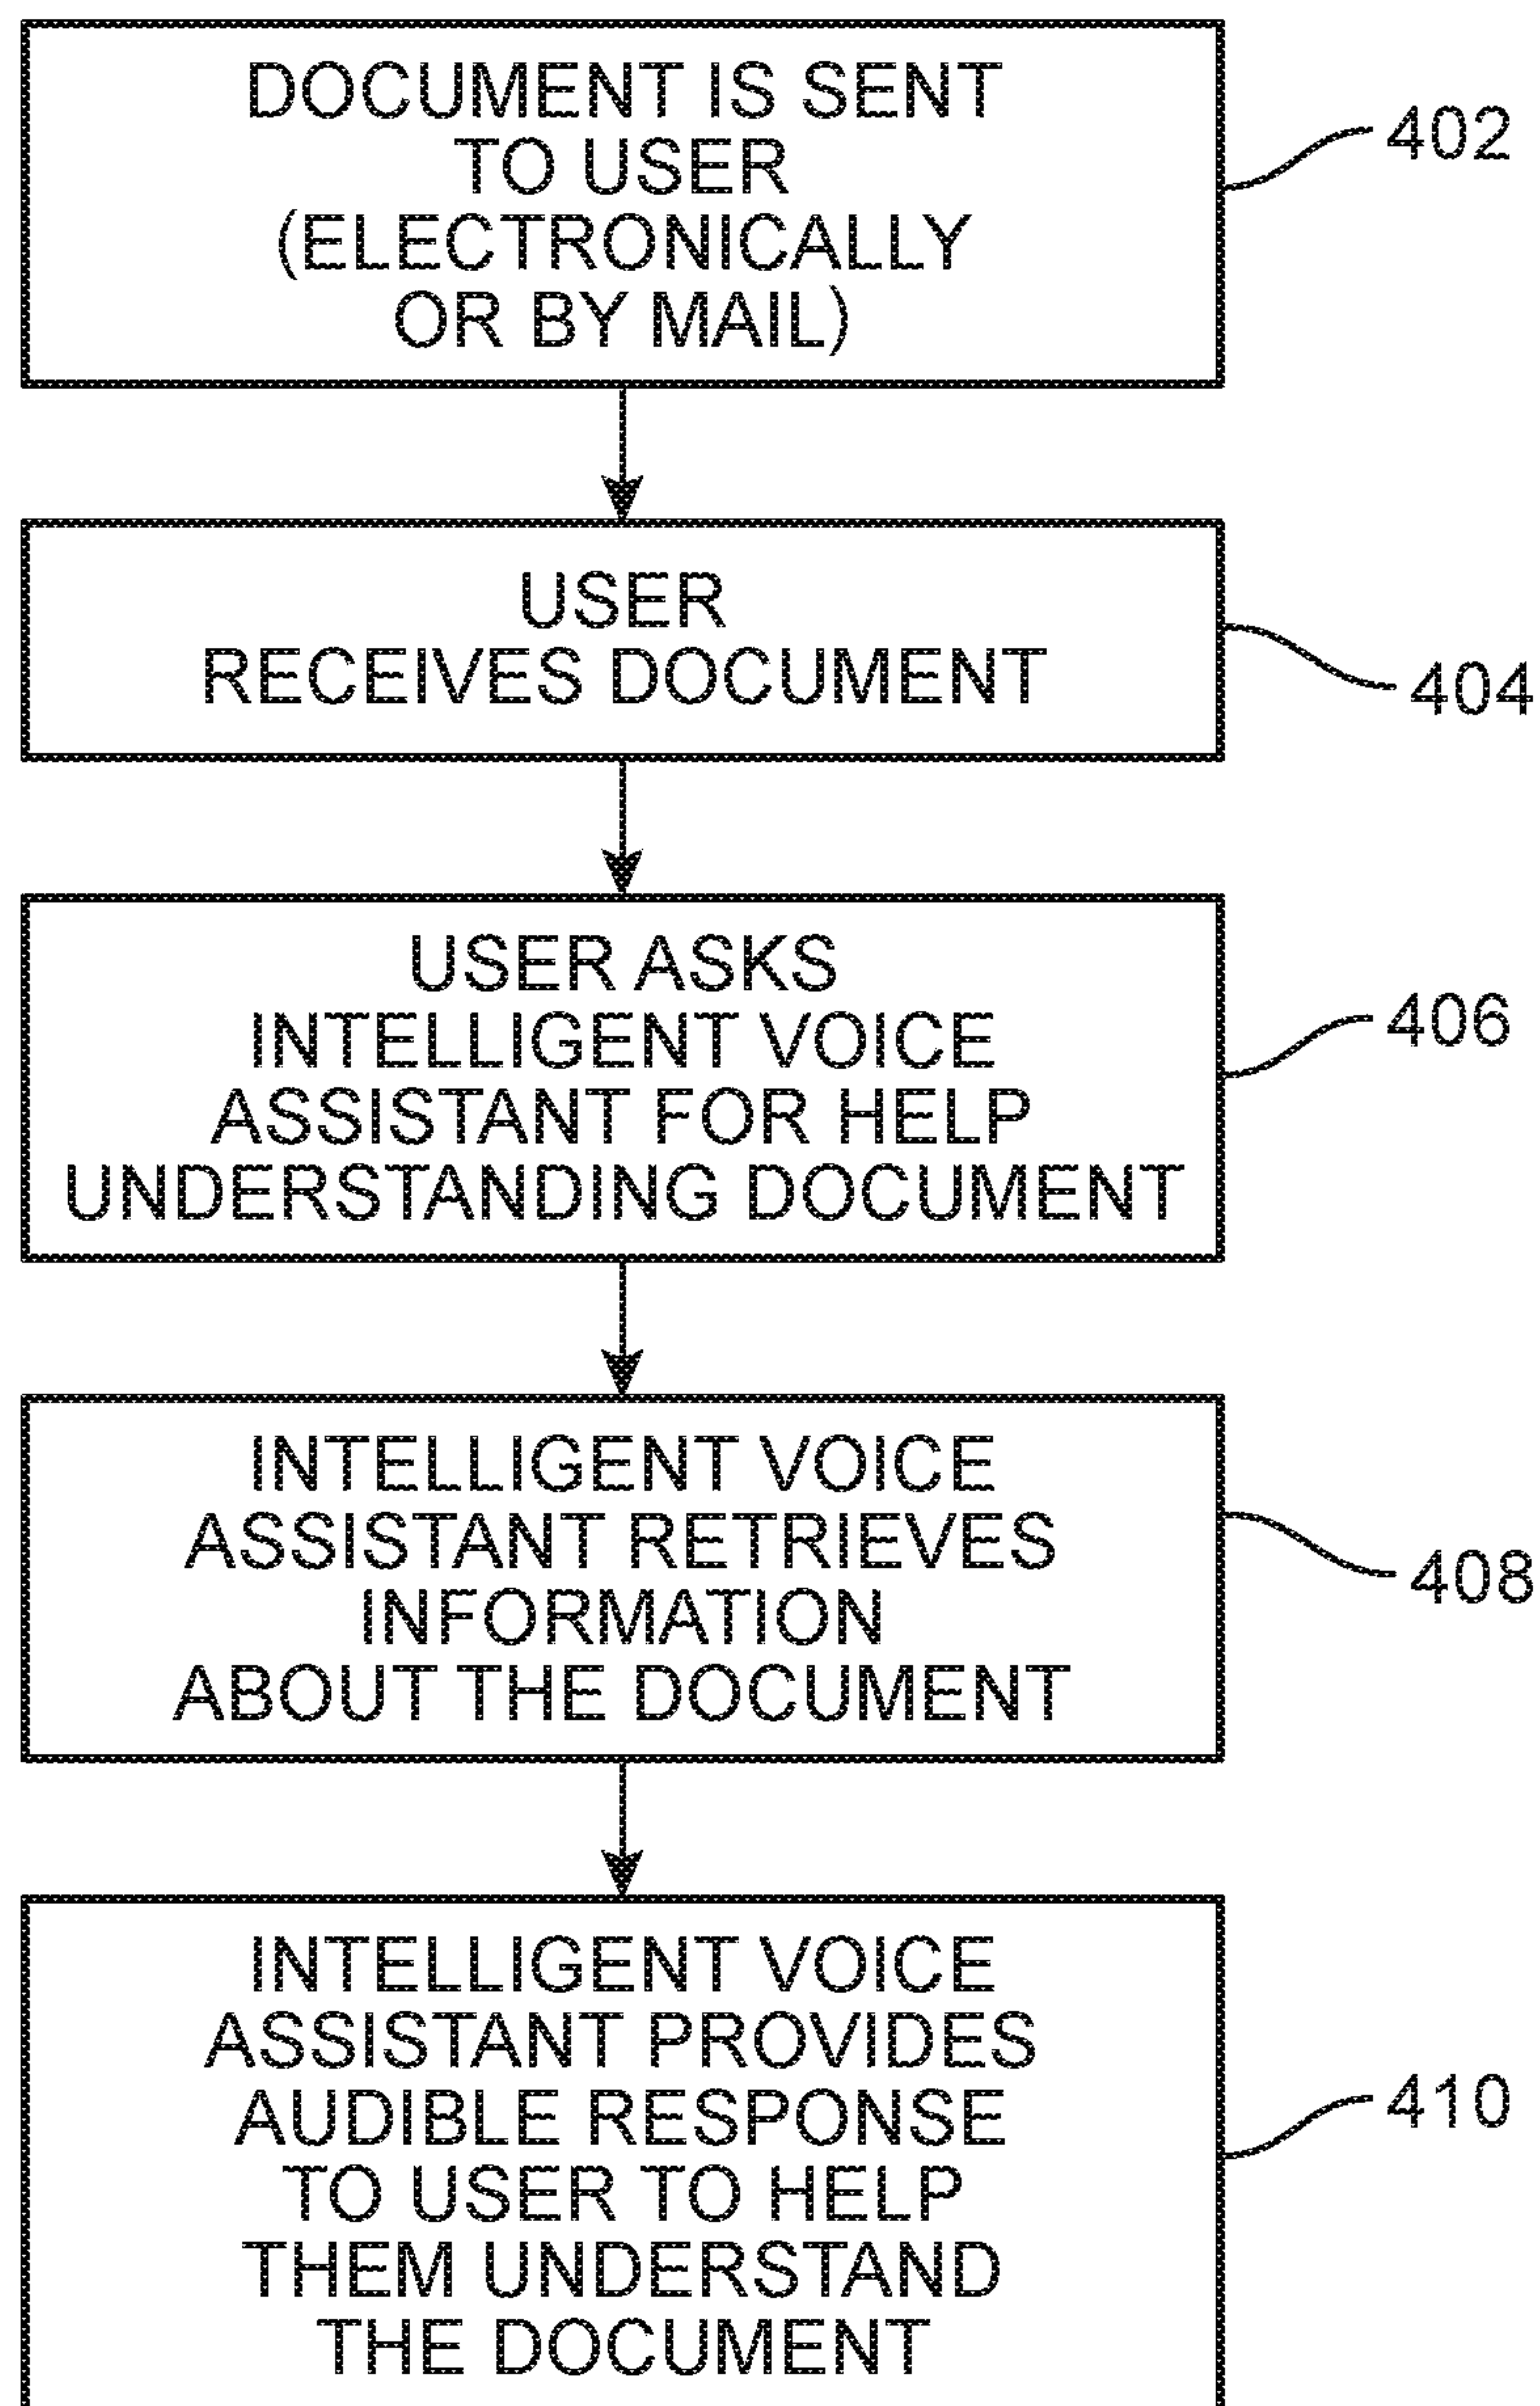 DOCUMENT IS SENT
TO USER
(ELECTRONICALLY
OR BY MAIL)
402
USER
RECEIVES DOCUMENT
404
USER ASKS
INTELLIGENT VOICE
ASSISTANT FOR HELP
UNDERSTANDING DOCUMENT
406
INTELLIGENT VOICE
ASSISTANT RETRIEVES
INFORMATION
ABOUT THE DOCUMENT
408
INTELLIGENT VOICE
ASSISTANT PROVIDES
AUDIBLE RESPONSE
TO USER TO HELP
THEM UNDERSTAND
THE DOCUMENT
410